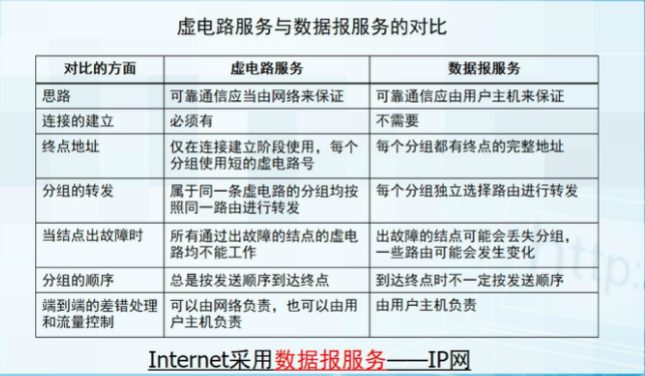 虚电路服务与数据报服务的对比
对比的方面 虚电路服务 数据报服务
思路 可靠通信应当由网络来保证 可靠通信应由用户主机来保证
连接的建立 必须有 不需要
终点地址 仅在连接建立阶段使用，每个分组使用短的虚电路号 每个分组都有终点的完整地址
分组的转发 属于同一条虚电路的分组均按照同一路由进行转发 每个分组独立选择路由进行转发
当结点出故障时 所有通过出故障的结点的虚电路均不能工作 出故障的结点可能会丢失分组，一些路由可能会发生变化
分组的顺序 总是按发送顺序到达终点 到达终点时不一定按发送顺序
端到端的差错处理和流量控制 可以由网络负责，也可以由用户主机负责 由用户主机负责
Internet采用数据报服务——IP网
http: